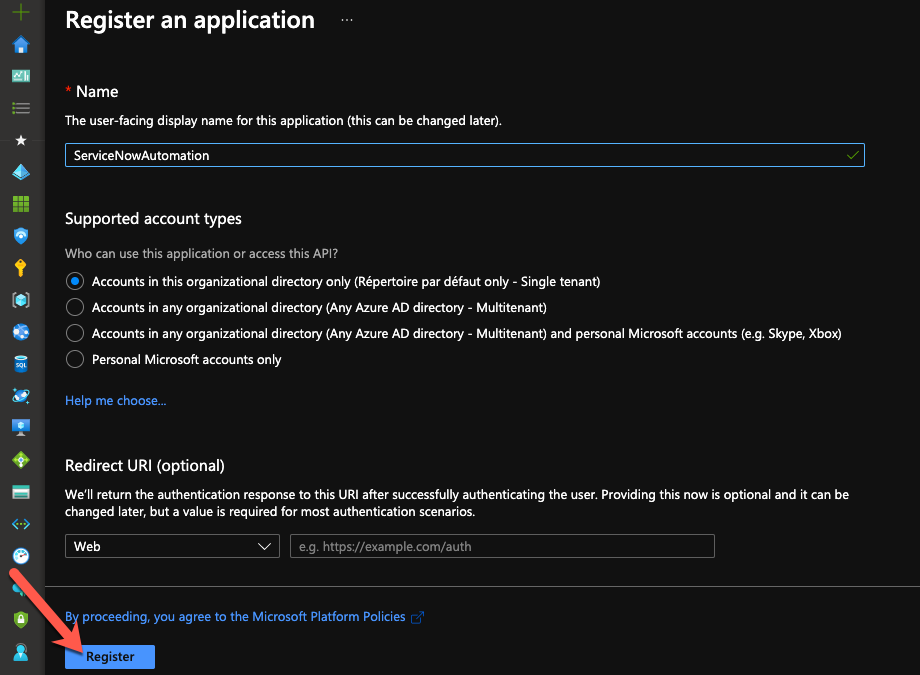 Register an application ...
* Name
The user-facing display name for this application (this can be changed later).
ServiceNowAutomation
Supported account types
Who can use this application or access this API?
Accounts in this organizational directory only (Répertoire par défaut only - Single tenant)
Accounts in any organizational directory (Any Azure AD directory - Multitenant)
Accounts in any organizational directory (Any Azure AD directory - Multitenant) and personal Microsoft accounts (e.g. Skype, Xbox)
Personal Microsoft accounts only
Help me choose...
Redirect URI (optional)
We'll return the authentication response to this URI after successfully authenticating the user. Providing this now is optional and it can be
changed later, but a value is required for most authentication scenarios.
Web
e.g. https://example.com/auth
By proceeding, you agree to the Microsoft Platform Policies
Register
SQL